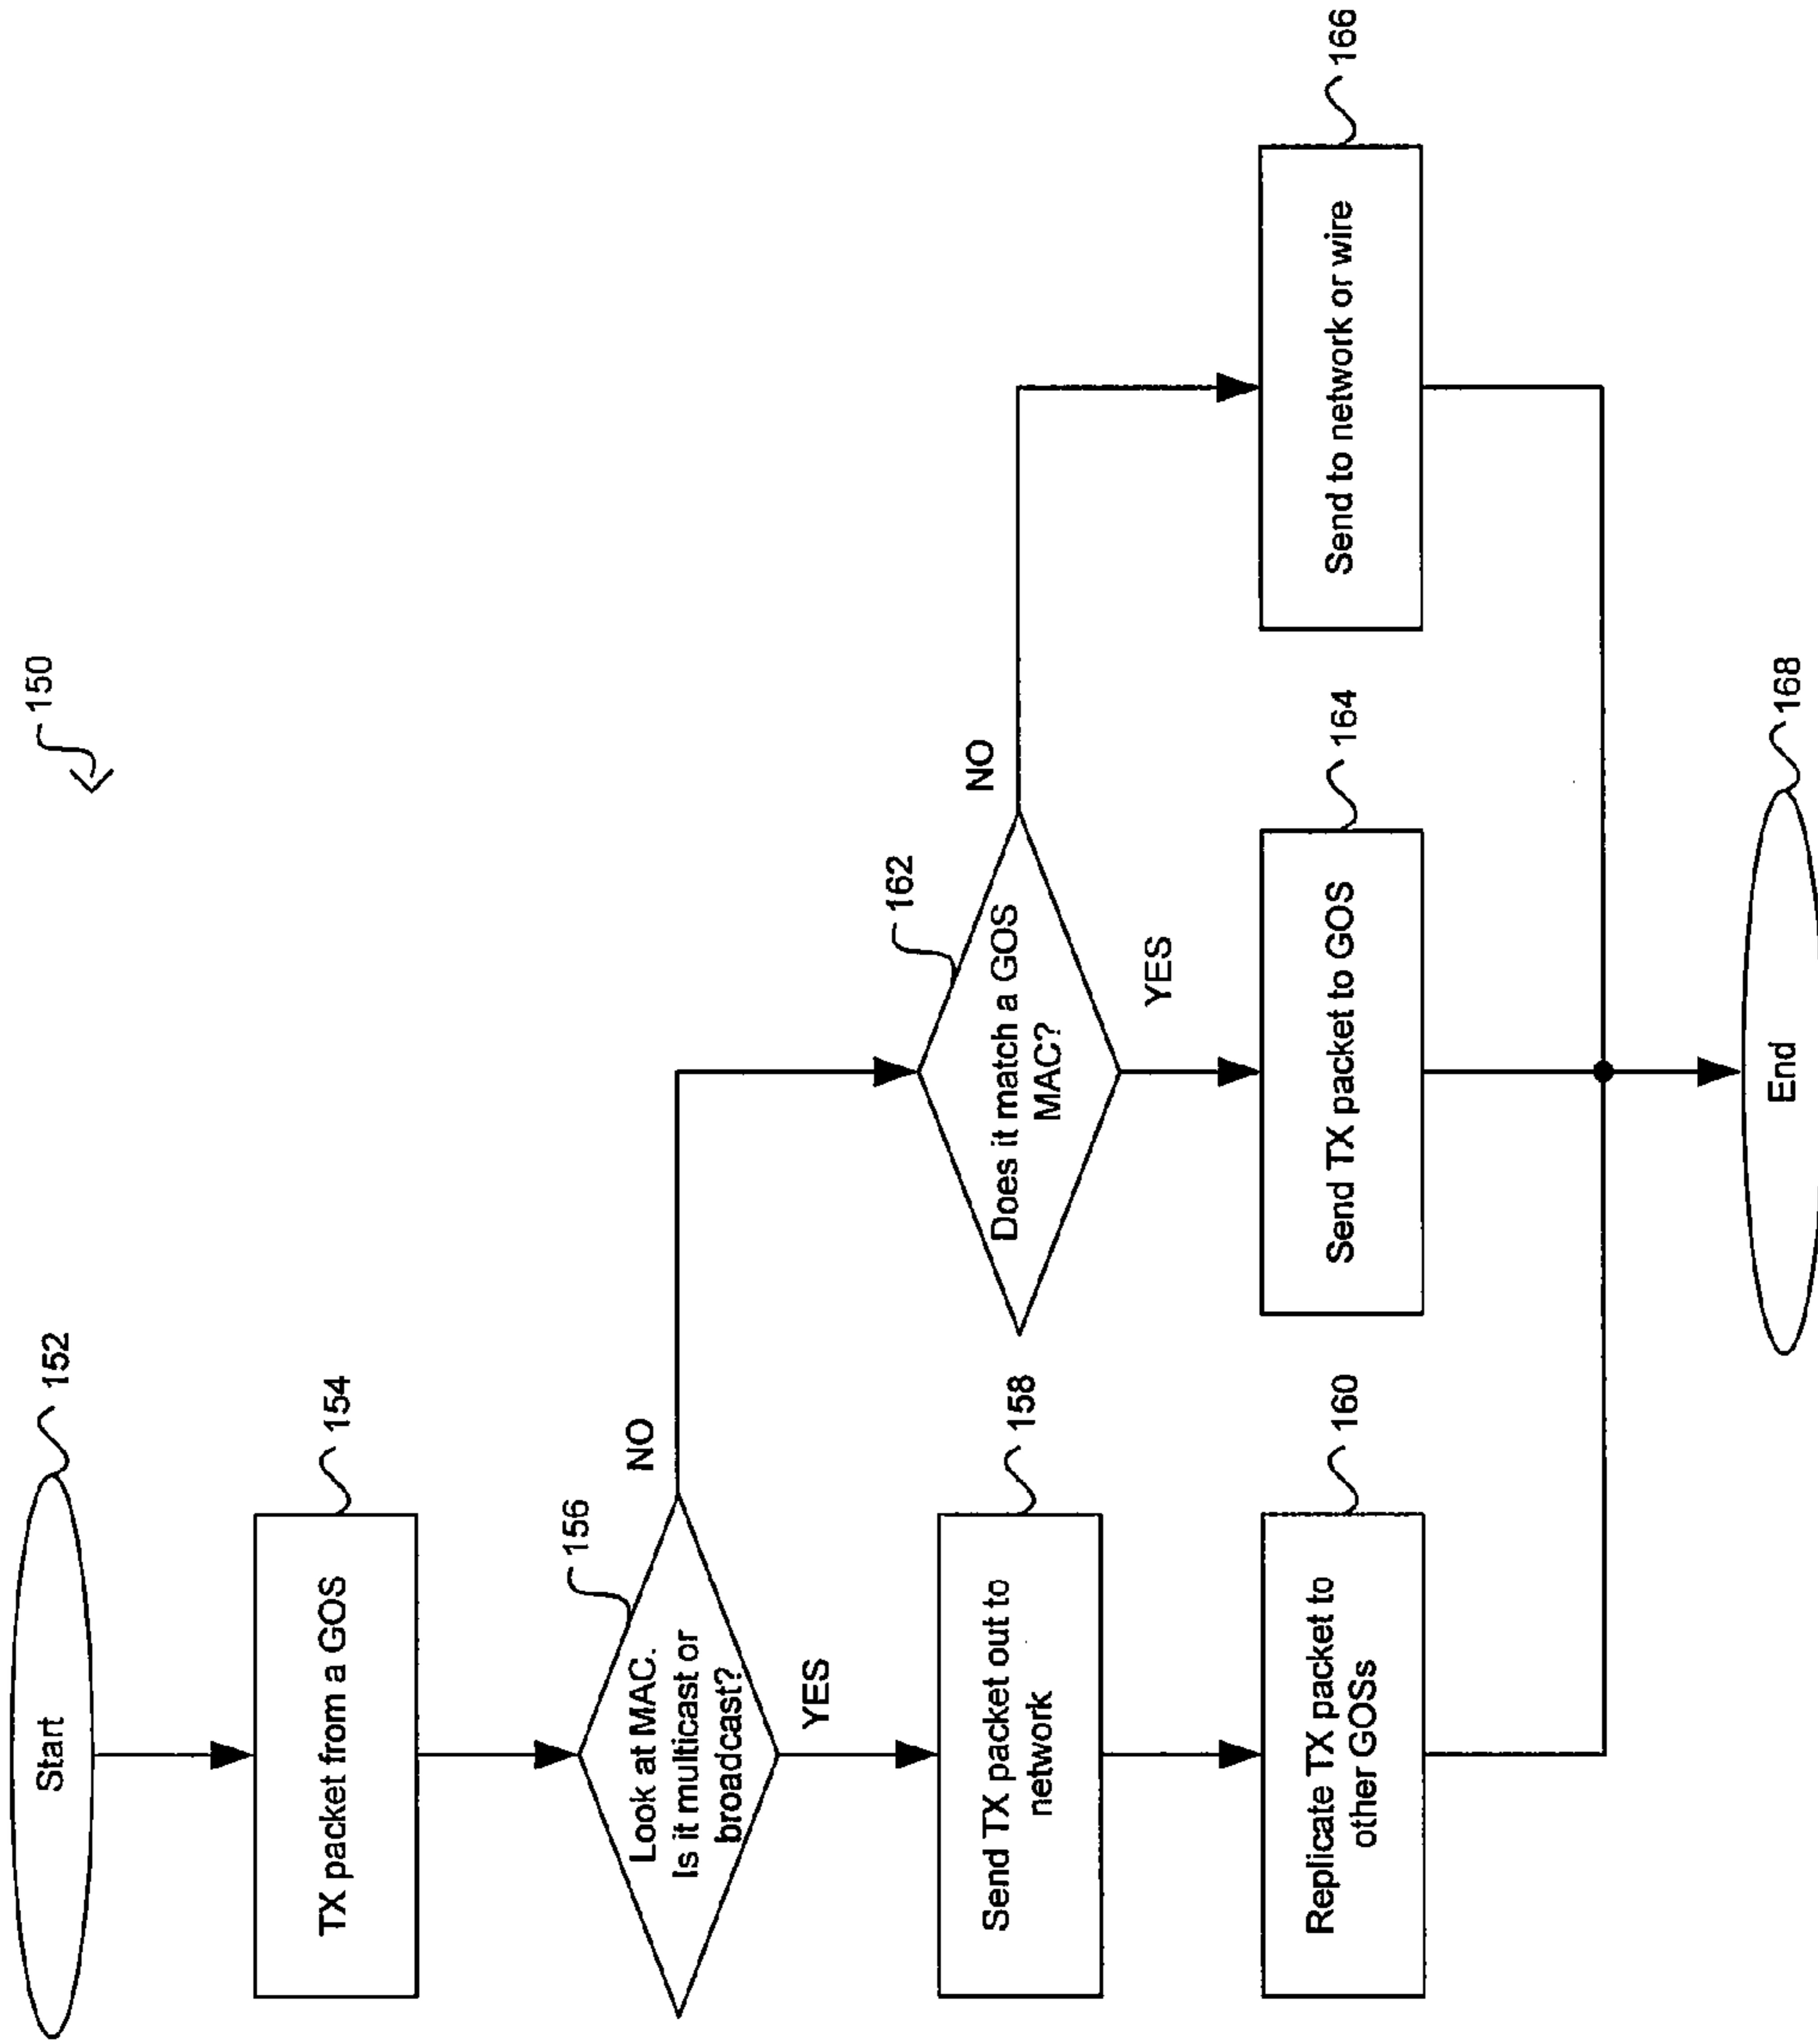 150
Start
152
TX packet from a GOS
154
Look at MAC.
Is it multicast or
broadcast?
156
NO
YES
Send TX packet out to
network
158
Replicate TX packet to
other GOSs
160
Does it match a GOS
MAC?
162
NO
YES
Send TX packet to GOS
164
Send to network or wire
166
End
168